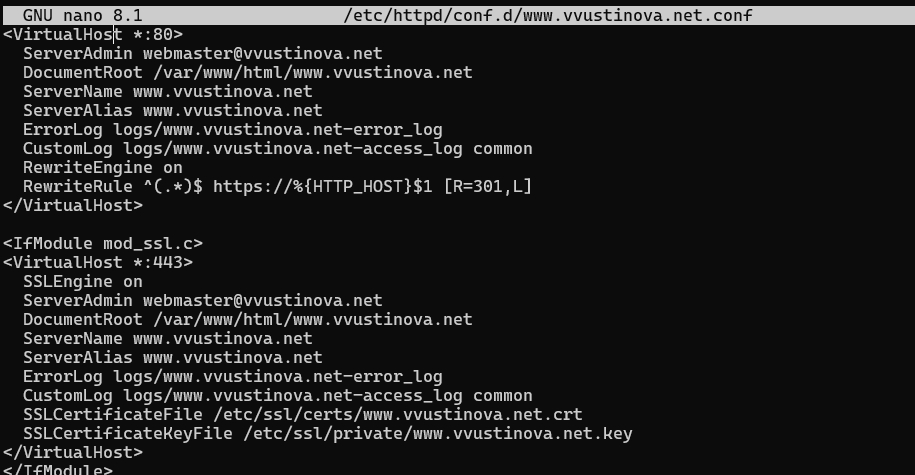 GNU nano 8.1 /etc/httpd/conf.d/www.vvustinova.net.conf
<VirtualHost *:80>
ServerAdmin webmaster@vvustinova.net
DocumentRoot /var/www/html/www.vvustinova.net
ServerName www.vvustinova.net
ServerAlias www.vvustinova.net
ErrorLog logs/www.vvustinova.net-error_log
CustomLog logs/www.vvustinova.net-access_log common
RewriteEngine on
RewriteRule ^(.*)$ https://%{HTTP_HOST}$1 [R=301,L]
</VirtualHost>
<IfModule mod_ssl.c>
<VirtualHost *:443>
SSLEngine on
ServerAdmin webmaster@vvustinova.net
DocumentRoot /var/www/html/www.vvustinova.net
ServerName www.vvustinova.net
ServerAlias www.vvustinova.net
ErrorLog logs/www.vvustinova.net-error_log
CustomLog logs/www.vvustinova.net-access_log common
SSLCertificateFile /etc/ssl/certs/www.vvustinova.net.crt
SSLCertificateKeyFile /etc/ssl/private/www.vvustinova.net.key
</VirtualHost>
</IfModule>